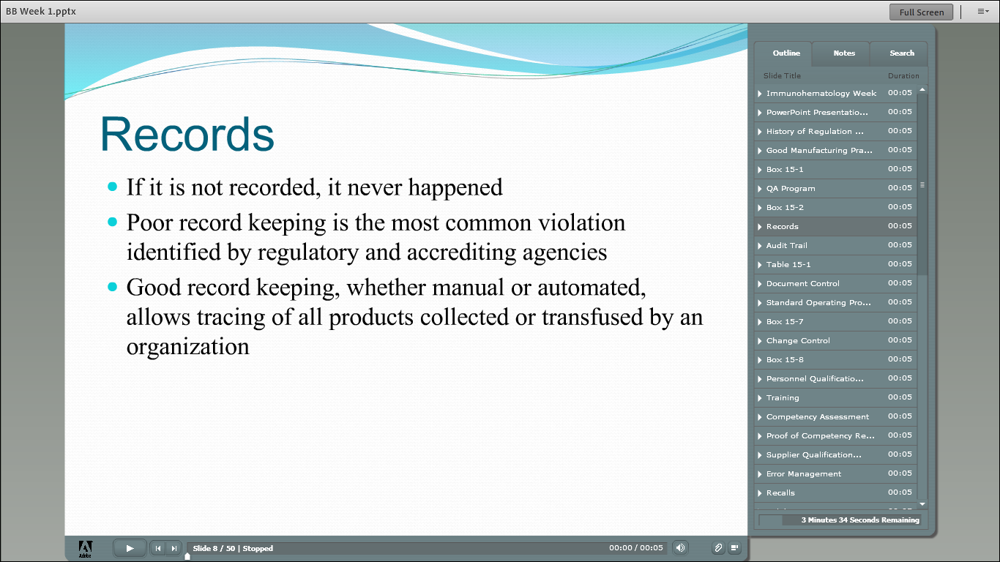 BB Week 1.pptx
Full Screen
Records
If it is not recorded, it never happened
Poor record keeping is the most common violation
identified by regulatory and accrediting agencies
Good record keeping, whether manual or automated,
allows tracing of all products collected or transfused by an
organization
Outline Notes Search
Slide Title Duration
Immunohematology Week 00:05
PowerPoint Presentatio... 00:05
History of Regulation ... 00:05
Good Manufacturing Pra... 00:05
Box 15-1 00:05
QA Program 00:05
Box 15-2 00:05
Records 00:05
Audit Trail 00:05
Table 15-1 00:05
Document Control 00:05
Standard Operating Pro... 00:05
Box 15-7 00:05
Change Control 00:05
Box 15-8 00:05
Personnel Qualificatio... 00:05
Training 00:05
Competency Assessment 00:05
Proof of Competency Re... 00:05
Supplier Qualification... 00:05
Error Management 00:05
Recalls 00:05
3 Minutes 34 Seconds Remaining
Adobe
Slide 8 / 50 | Stopped 00:00 / 00:05